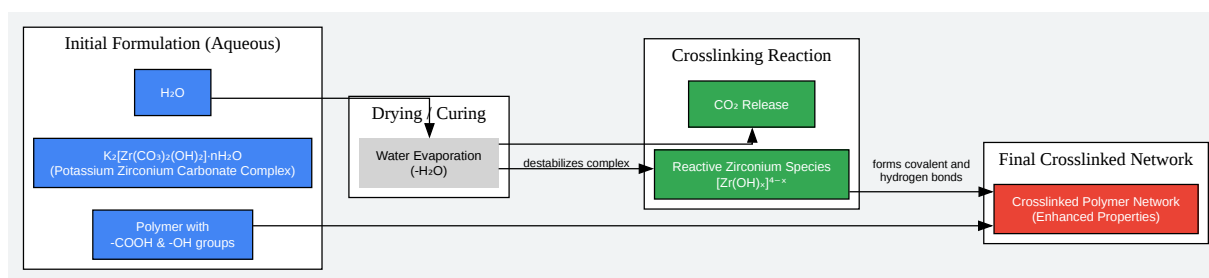 Initial Formulation (Aqueous)
H₂O
K₂[Zr(CO₃)₂(OH)₂]·nH₂O
(Potassium Zirconium Carbonate Complex)
Polymer with
-COOH & -OH groups
Drying / Curing
Water Evaporation
(-H₂O)
destabilizes complex
Crosslinking Reaction
CO₂ Release
Reactive Zirconium Species
[Zr(OH)ₓ]⁴⁻ˣ
forms covalent and
hydrogen bonds
Final Crosslinked Network
Crosslinked Polymer Network
(Enhanced Properties)